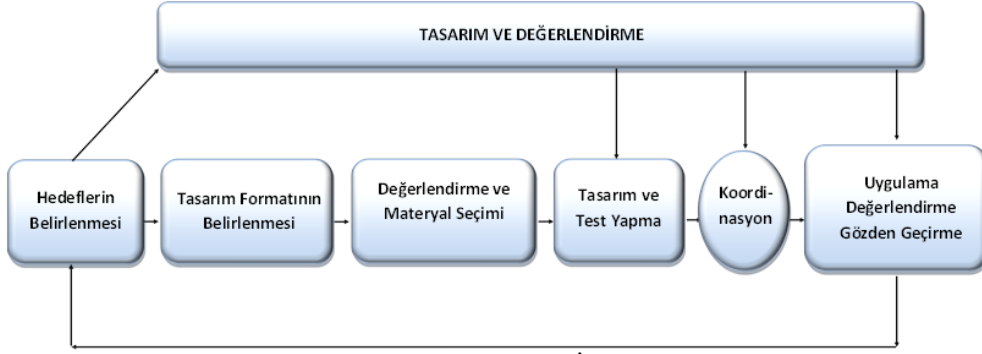 TASARIM VE DEĞERLENDİRME
Hedeflerin
Belirlenmesi
Tasarım Formatının
Belirlenmesi
Değerlendirme ve
Materyal Seçimi
Tasarım ve
Test Yapma
Koordi-
nasyon
Uygulama
Değerlendirme
Gözden Geçirme